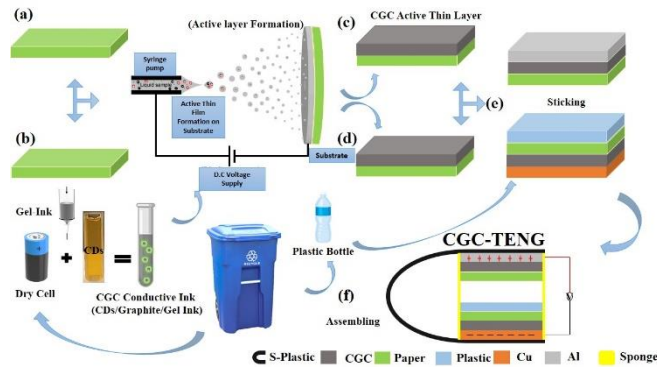 (a)
(Active layer Formation)
(c)
CGC Active Thin Layer
Syringe
pump
Liquid sample
Active Thin
Film
Formation on
Substrate
(e)
Sticking
(b)
(d)
Substrate
D.C Voltage
Supply
Gel-Ink
CDs
Plastic Bottle
Dry Cell
CGC Conductive Ink
(CDs/Graphite/Gel Ink)
CGC-TENG
(f)
Assembling
S-Plastic CGC Paper Plastic Cu Al Sponge